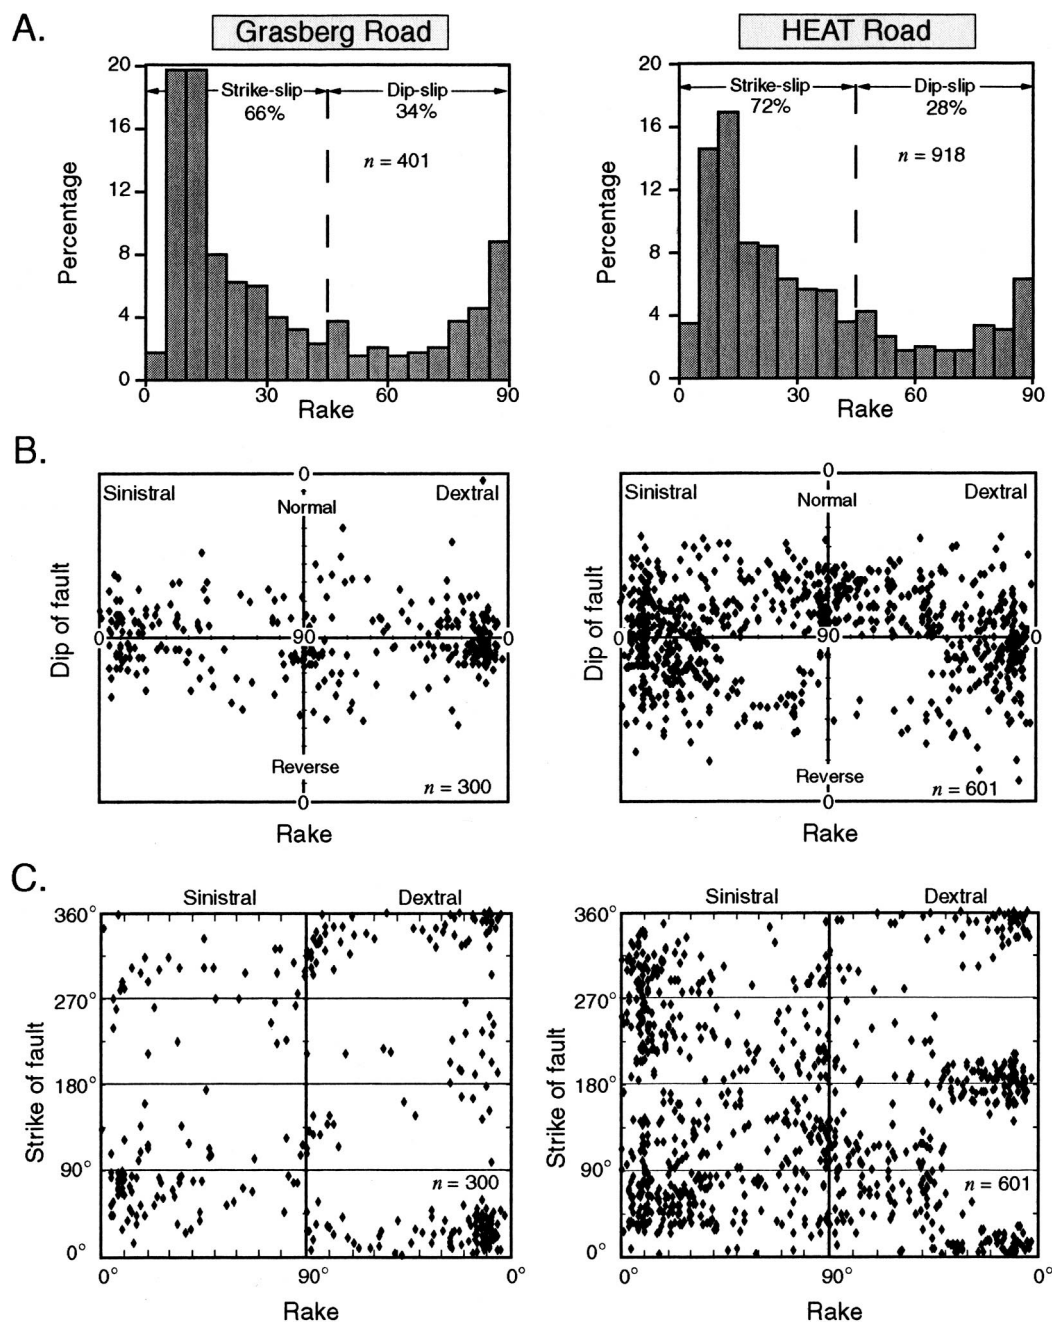 A.
Grasberg Road
HEAT Road
20
16
12
8
4
0
Percentage
Strike-slip
66%
Dip-slip
34%
n = 401
0
30
60
90
Rake
20
16
12
8
4
0
Percentage
Strike-slip
72%
Dip-slip
28%
n = 918
0
30
60
90
Rake
B.
0
Sinistral
Dextral
Normal
Dip of fault
0
90
0
Reverse
n = 300
0
Rake
0
Sinistral
Dextral
Normal
Dip of fault
0
90
0
Reverse
n = 601
0
Rake
C.
Sinistral
Dextral
360°
270°
180°
90°
0°
Strike of fault
n = 300
0°
90°
0°
Rake
Sinistral
Dextral
360°
270°
180°
90°
0°
Strike of fault
n = 601
0°
90°
0°
Rake